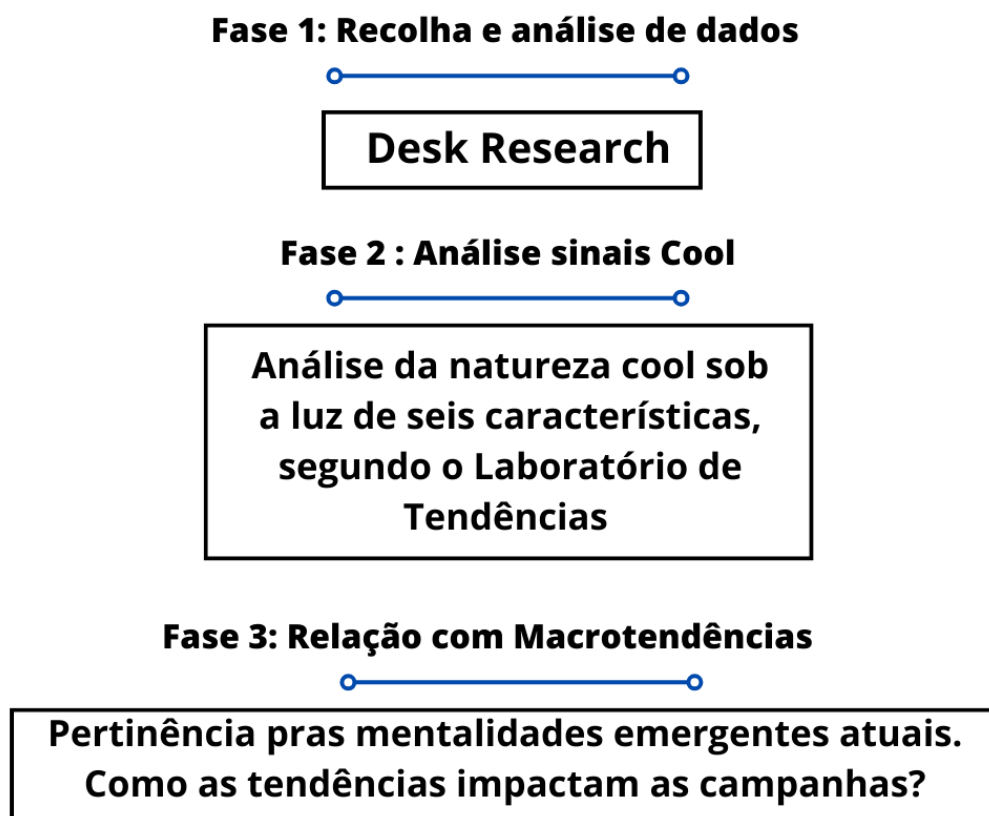 Fase 1: Recolha e análise de dados
Desk Research
Fase 2 : Análise sinais Cool
Análise da natureza cool sob
a luz de seis características,
segundo o Laboratório de
Tendências
Fase 3: Relação com Macrotendências
Pertinência pras mentalidades emergentes atuais.
Como as tendências impactam as campanhas?